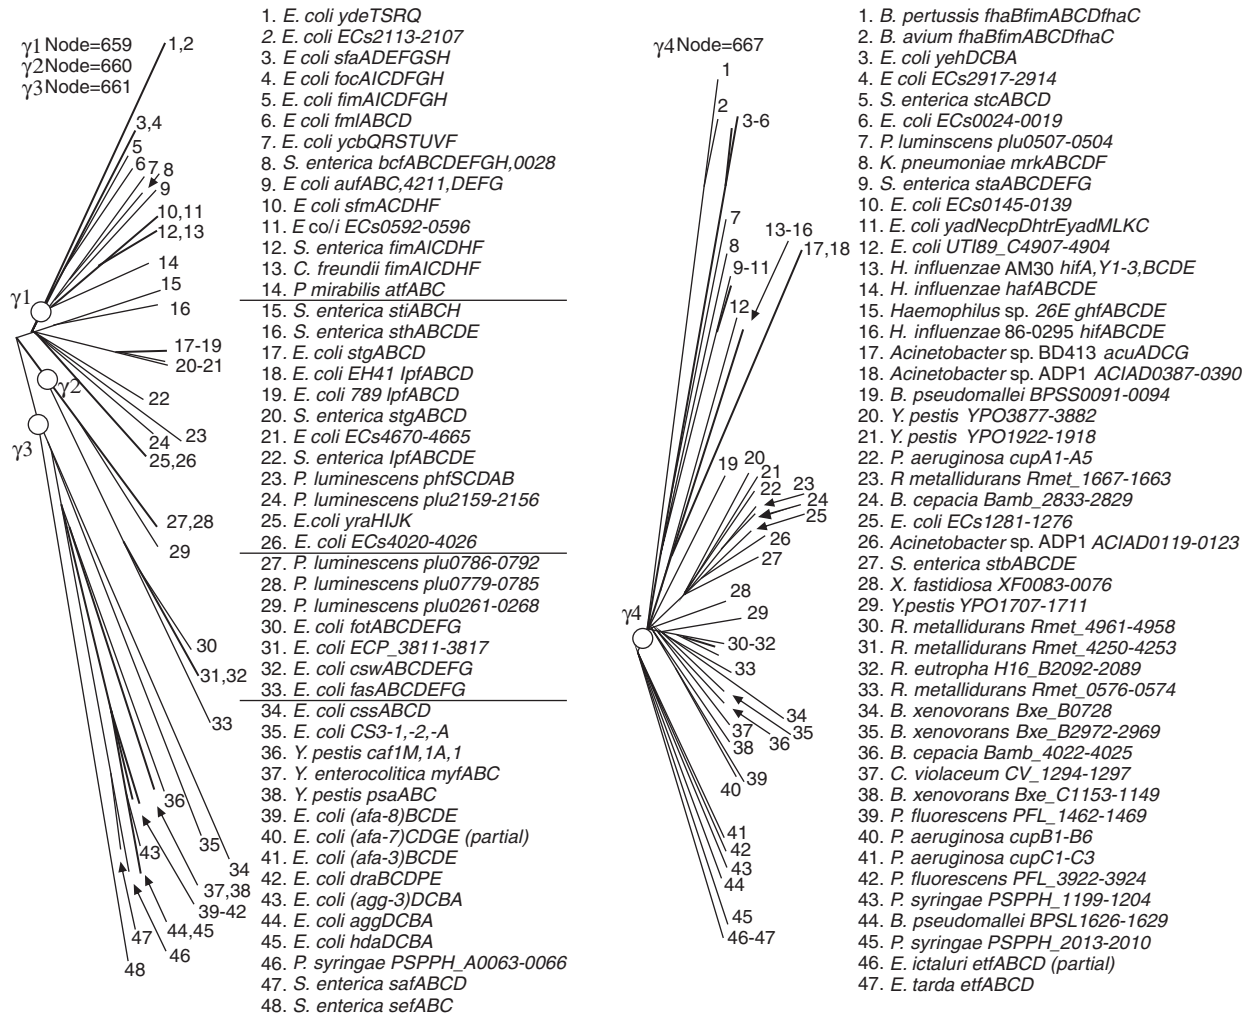 γ1 Node=659
γ2Node=660
γ3Node=661
1,2
3,4
5
6
7
8
9
10,11
12,13
14
15
16
γ1
17-19
20-21
γ2
22
23
24
25,26
γ3
27,28
29
30
31,32
33
36
35
43
34
37,38
39-42
44,45
47
46
48
1. E. coli ydeTSRQ
2. E. coli ECs2113-2107
3. E coli sfaADEFGSH
4. E coli focAICDFGH
5. E. coli fimAICDFGH
6. E. coli fmlABCD
7. E. coli ycbQRSTUVF
8. S. enterica bcfABCDEFGH,0028
9. E coli aufABC,4211,DEFG
10. E coli sfmACDHF
11. E co/i ECs0592-0596
12. S. enterica fimAICDHF
13. C. freundii fimAICDHF
14. P mirabilis atfABC
15. S. enterica stiABCH
16. S. enterica sthABCDE
17. E. coli stgABCD
18. E. coli EH41 lpfABCD
19. E. coli 789 lpfABCD
20. S. enterica stgABCD
21. E coli ECs4670-4665
22. S. enterica lpfABCDE
23. P. luminescens phfSCDAB
24. P. luminescens plu2159-2156
25. E.coli yraHIJK
26. E. coli ECs4020-4026
27. P. luminescens plu0786-0792
28. P. luminescens plu0779-0785
29. P. luminescens plu0261-0268
30. E. coli fotABCDEFG
31. E. coli ECP_3811-3817
32. E. coli cswABCDEFG
33. E. coli fasABCDEFG
34. E. coli cssABCD
35. E. coli CS3-1,-2,-A
36. Y. pestis caf1M,1A,1
37. Y. enterocolitica myfABC
38. Y. pestis psaABC
39. E. coli (afa-8)BCDE
40. E. coli (afa-7)CDGE (partial)
41. E. coli (afa-3)BCDE
42. E. coli draBCDPE
43. E. coli (agg-3)DCBA
44. E. coli aggDCBA
45. E. coli hdaDCBA
46. P. syringae PSPPH_A0063-0066
47. S. enterica safABCD
48. S. enterica sefABC
γ4Node=667
1
2
3-6
7
13-16
8
17,18
9-11
12
19
20
21
22
23
24
25
26
27
28
γ4
29
30-32
33
34
35
37
36
38
39
40
41
42
43
44
45
46-47
1. B. pertussis fhaBfimABCDfhaC
2. B. avium fhaBfimABCDfhaC
3. E. coli yehDCBA
4. E coli ECs2917-2914
5. S. enterica stcABCD
6. E. coli ECs0024-0019
7. P. luminscens plu0507-0504
8. K. pneumoniae mrkABCDF
9. S. enterica staABCDEFG
10. E. coli ECs0145-0139
11. E. coli yadNecpDhtrEyadMLKC
12. E. coli UTI89_C4907-4904
13. H. influenzae AM30 hifA,Y1-3,BCDE
14. H. influenzae hafABCDE
15. Haemophilus sp. 26E ghfABCDE
16. H. influenzae 86-0295 hifABCDE
17. Acinetobacter sp. BD413 acuADCG
18. Acinetobacter sp. ADP1 ACIAD0387-0390
19. B. pseudomallei BPSS0091-0094
20. Y. pestis YPO3877-3882
21. Y. pestis YPO1922-1918
22. P. aeruginosa cupA1-A5
23. R metallidurans Rmet_1667-1663
24. B. cepacia Bamb_2833-2829
25. E. coli ECs1281-1276
26. Acinetobacter sp. ADP1 ACIAD0119-0123
27. S. enterica stbABCDE
28. X. fastidiosa XF0083-0076
29. Y.pestis YPO1707-1711
30. R. metallidurans Rmet_4961-4958
31. R. metallidurans Rmet_4250-4253
32. R. eutropha H16_B2092-2089
33. R. metallidurans Rmet_0576-0574
34. B. xenovorans Bxe_B0728
35. B. xenovorans Bxe_B2972-2969
36. B. cepacia Bamb_4022-4025
37. C. violaceum CV_1294-1297
38. B. xenovorans Bxe_C1153-1149
39. P. fluorescens PFL_1462-1469
40. P. aeruginosa cupB1-B6
41. P. aeruginosa cupC1-C3
42. P. fluorescens PFL_3922-3924
43. P. syringae PSPPH_1199-1204
44. B. pseudomallei BPSL1626-1629
45. P. syringae PSPPH_2013-2010
46. E. ictaluri etfABCD (partial)
47. E. tarda etfABCD